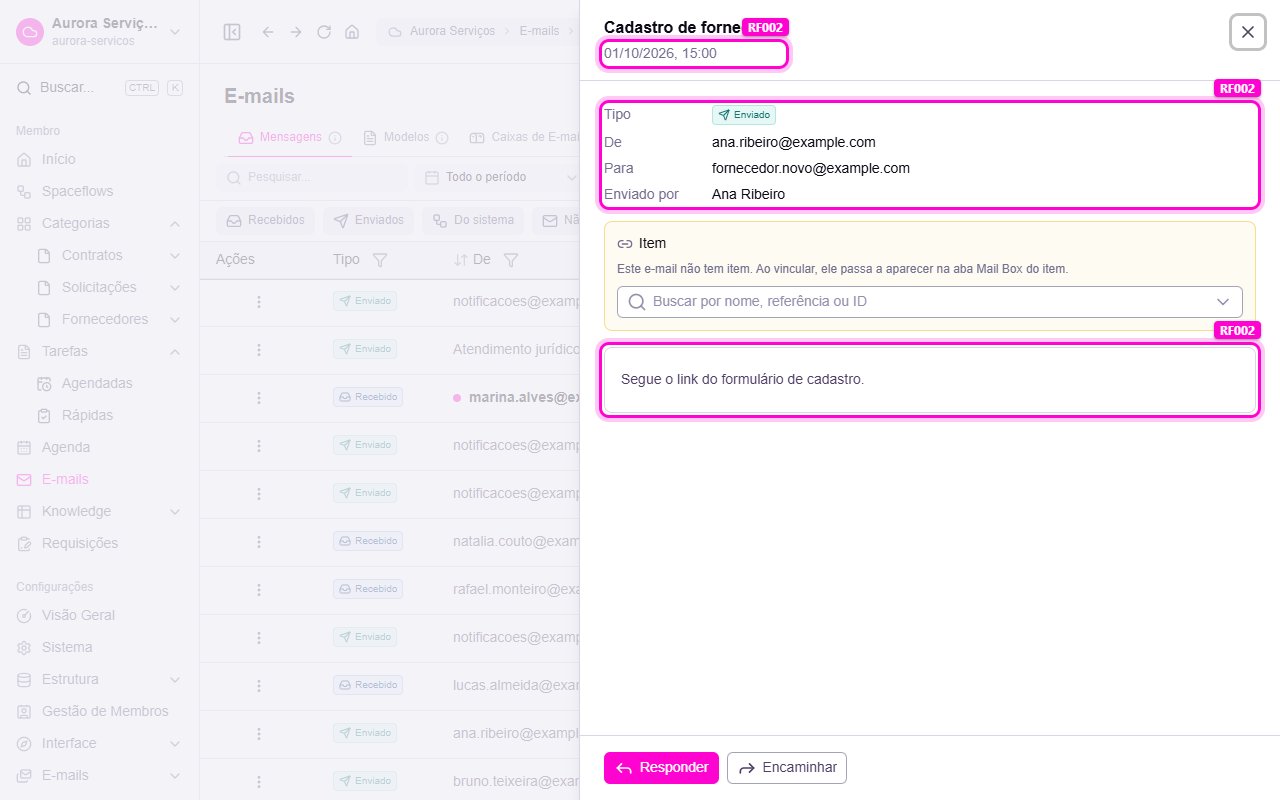 Aurora Serviç...
aurora-servicos
Buscar...
CTRL
K
Membro
Início
Spaceflows
Categorias
Contratos
Solicitações
Fornecedores
Tarefas
Agendadas
Rápidas
Agenda
E-mails
Knowledge
Requisições
Configurações
Visão Geral
Sistema
Estrutura
Gestão de Membros
Interface
E-mails
Aurora Serviços
E-mails
E-mails
Mensagens
Modelos
Caixas de E-mai
Pesquisar...
Todo o período
Recebidos
Enviados
Do sistema
Nã
Ações
Tipo
De
Enviado
notificacoes@examp
Enviado
Atendimento jurídico
Recebido
marina.alves@ex
Enviado
notificacoes@examp
Enviado
notificacoes@examp
Recebido
natalia.couto@exam
Recebido
rafael.monteiro@exa
Enviado
notificacoes@examp
Recebido
lucas.almeida@exam
Enviado
ana.ribeiro@exampl
Enviado
bruno.teixeira@exam
Cadastro de forne
RF002
01/10/2026, 15:00
RF002
Tipo
Enviado
De
ana.ribeiro@example.com
Para
fornecedor.novo@example.com
Enviado por
Ana Ribeiro
Item
Este e-mail não tem item. Ao vincular, ele passa a aparecer na aba Mail Box do item.
Buscar por nome, referência ou ID
RF002
Segue o link do formulário de cadastro.
Responder
Encaminhar